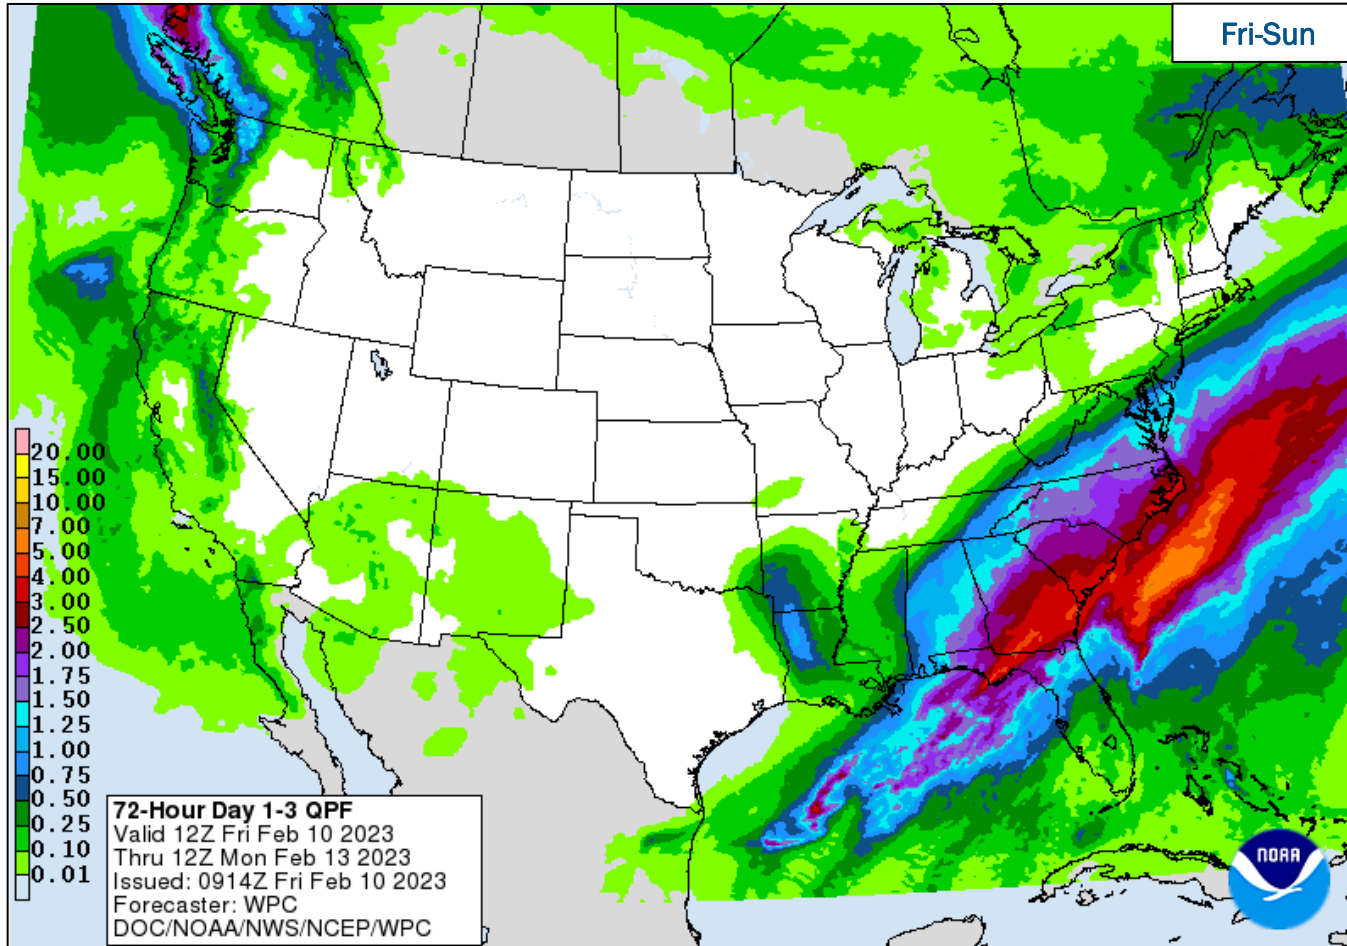 Fri-Sun
20.00
15.00
10.00
7.00
5.00
4.00
3.00
2.50
2.00
1.75
1.50
1.25
1.00
0.75
0.50
0.25
0.10
0.01
72-Hour Day 1-3 QPF
Valid 12Z Fri Feb 10 2023
Thru 12Z Mon Feb 13 2023
Issued: 0914Z Fri Feb 10 2023
Forecaster: WPC
DOC/NOAA/NWS/NCEP/WPC
NOAA